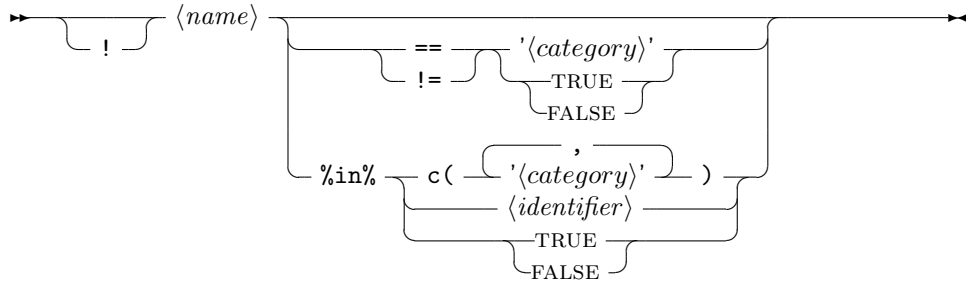 ! ⟨name⟩
== '⟨category⟩'
!= TRUE
FALSE
,
%in% c( '⟨category⟩' )
⟨identifier⟩
TRUE
FALSE